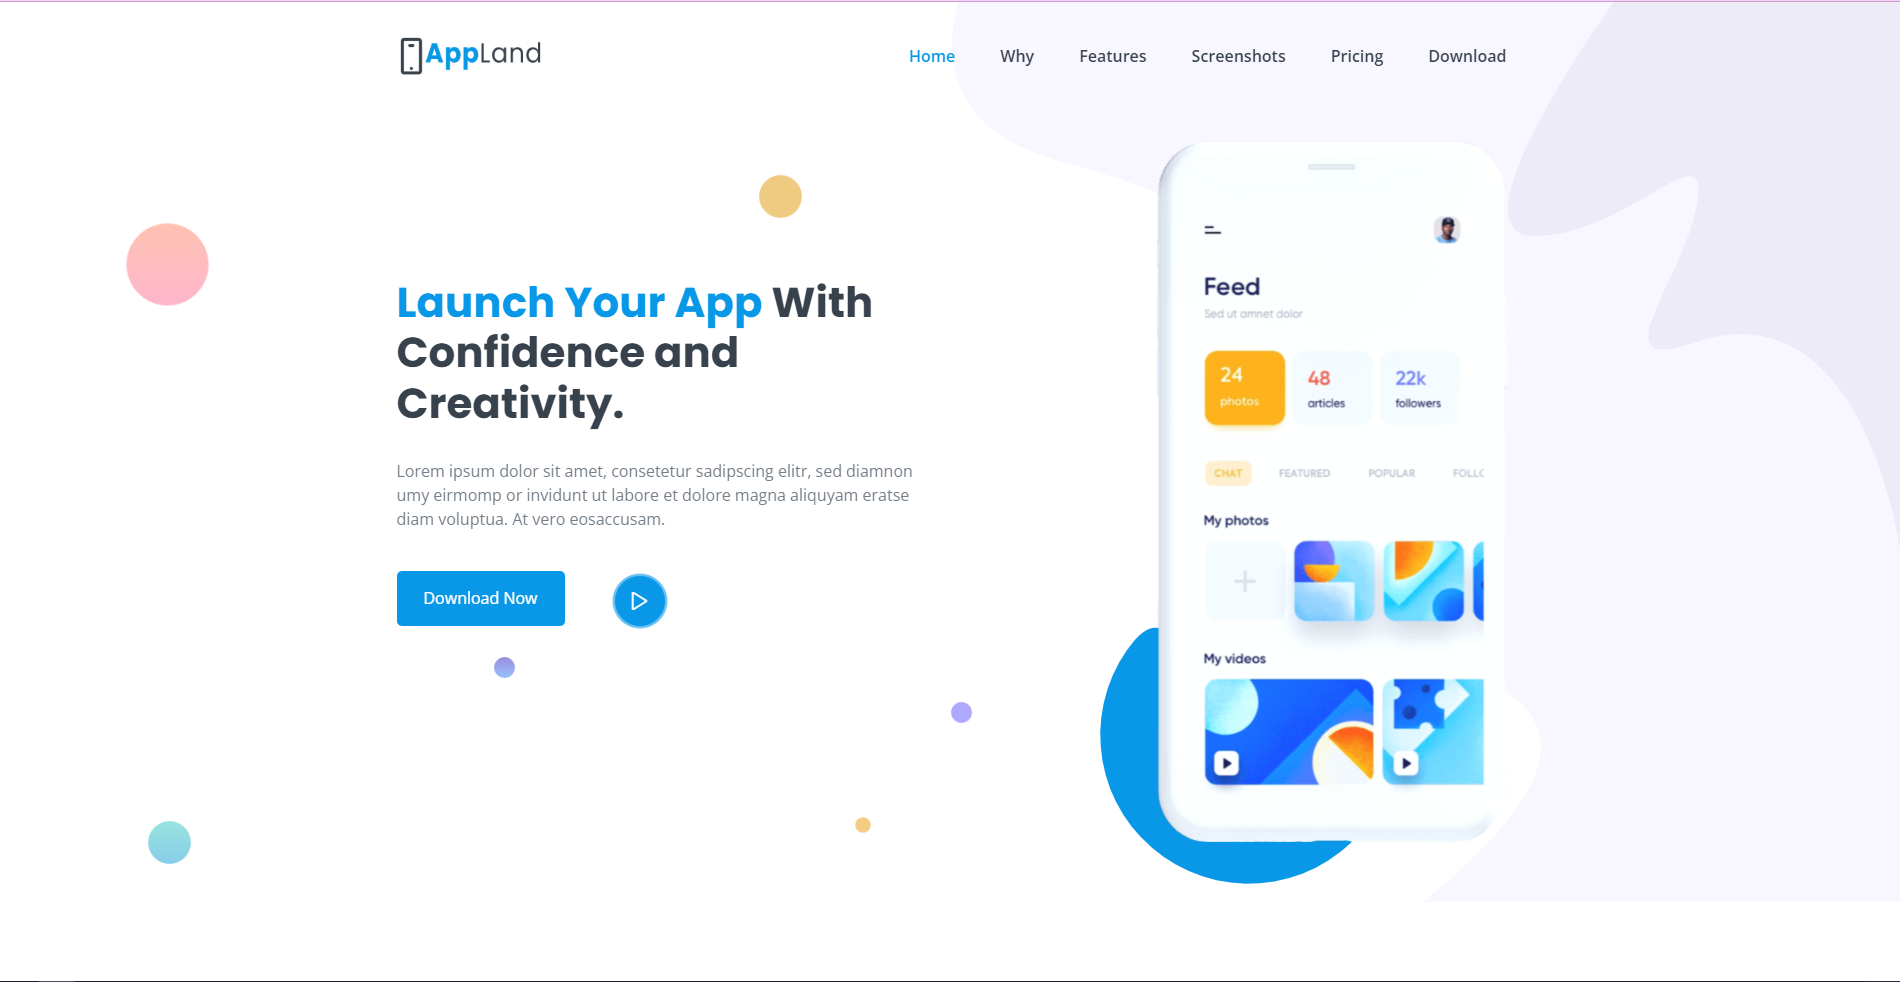 AppLand
Home Why Features Screenshots Pricing Download
Launch Your App With
Confidence and
Creativity.
Lorem ipsum dolor sit amet, consetetur sadipscing elitr, sed diamnon
umy eirmomp or invidunt ut labore et dolore magna aliquyam eratse
diam voluptua. At vero eosaccusam.
Download Now
Feed
Sed ut amnet dolor
24
photos
48
articles
22k
followers
CHAT FEATURED POPULAR FOLLC
My photos
My videos